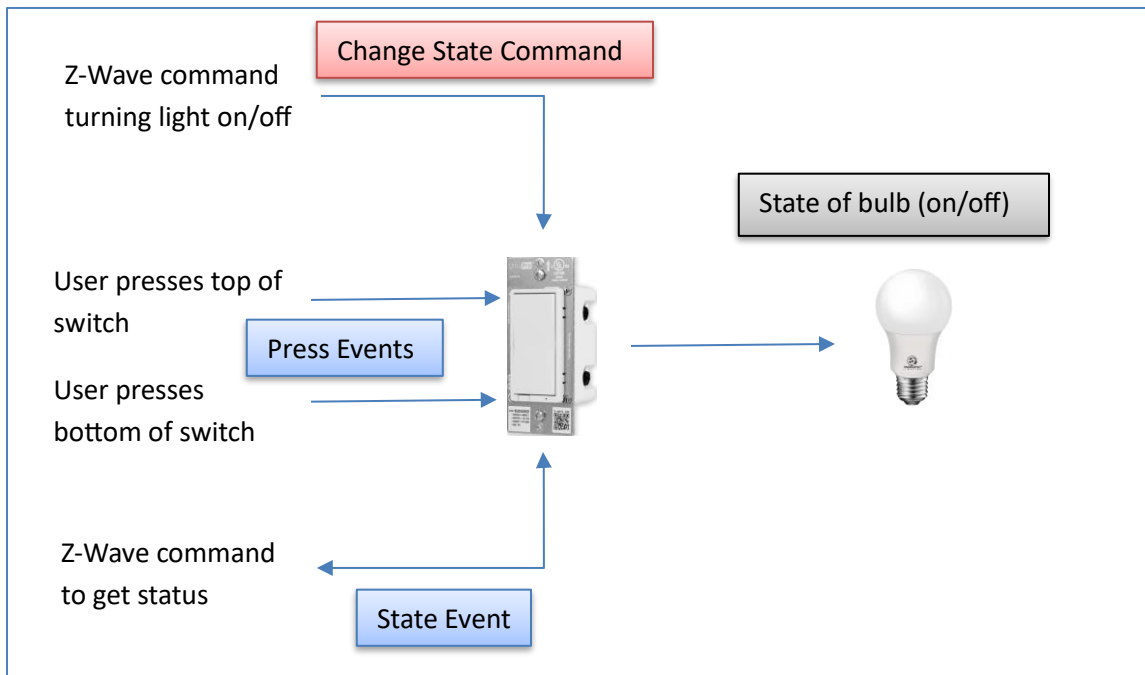 Change State Command
Z-Wave command
turning light on/off
State of bulb (on/off)
User presses top of
switch
Press Events
User presses
bottom of switch
Z-Wave command
to get status
State Event